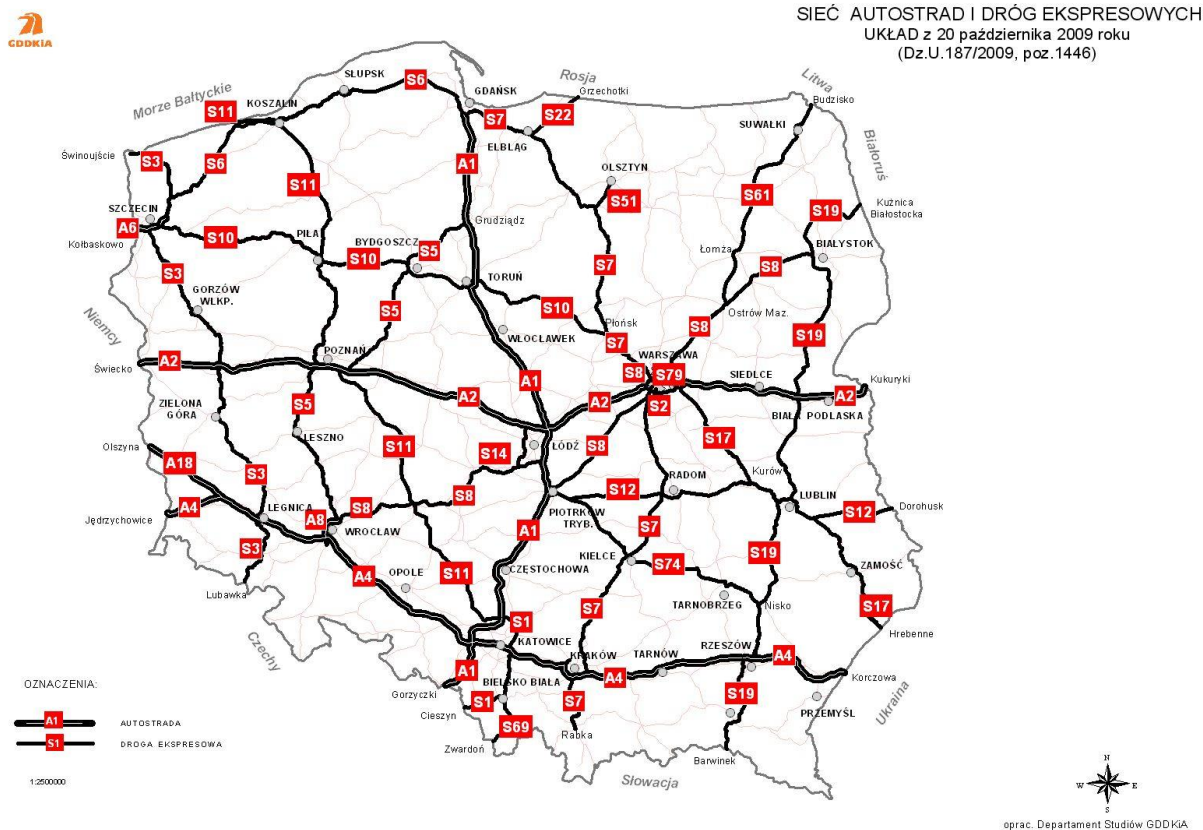 GDDKiA
SIEĆ AUTOSTRAD I DRÓG EKSPRESOWYCH
UKŁAD z 20 października 2009 roku
(Dz.U.187/2009, poz.1446)
Morze Bałtyckie
SŁUPSK
S6
Rosja
Grzechotki
Litwa
Budzisko
S11
KOSZALIN
GDAŃSK
S7
S22
ELBLĄG
SUWAŁKI
Białoruś
Świnoujście
S3
S6
A1
OLSZTYN
S11
S51
S61
SZCZECIN
A6
Kołbaskowo
S10
PIŁA
S10
BYDGOSZCZ
S5
Grudziądz
S19
Kuźnica
Białostocka
BIAŁYSTOK
Łomża
S8
S3
GORZÓW
WLKP.
S5
TORUŃ
S7
S10
Płońsk
S7
WŁOCŁAWEK
S8
Ostrów Maz.
S19
Niemcy
Świecko
A2
POZNAŃ
A2
A1
A2
WARSZAWA
S8
S79
S2
SIEDLCE
A2
Kukuryki
BIAŁA PODLASKA
ZIELONA
GÓRA
S5
LESZNO
S11
S14
ŁÓDŹ
S8
S17
Olszyna
A18
S3
A4
Jędrzychowice
LEGNICA
A8
S8
WROCŁAW
S8
PIOTRKÓW
TRYB.
S12
RADOM
Kurów
LUBLIN
S12
Dorohusk
A1
S7
S3
Lubawka
A4
OPOLE
S11
CZĘSTOCHOWA
KIELCE
S74
S19
ZAMOŚĆ
TARNOBRZEG
Nisko
S17
Hrebenne
Czechy
S7
S1
KATOWICE
KRAKÓW
TARNÓW
RZESZÓW
A4
A1
A4
Korczowa
Gorzyczki
BIELSKO BIAŁA
S1
Cieszyn
S7
S19
PRZEMYŚL
Ukraina
S69
Zwardoń
Rabka
Barwinek
Słowacja
OZNACZENIA:
A1
AUTOSTRADA
S1
DROGA EKSPRESOWA
1:2500000
N
W
E
S
oprac. Departament Studiów GDDKiA